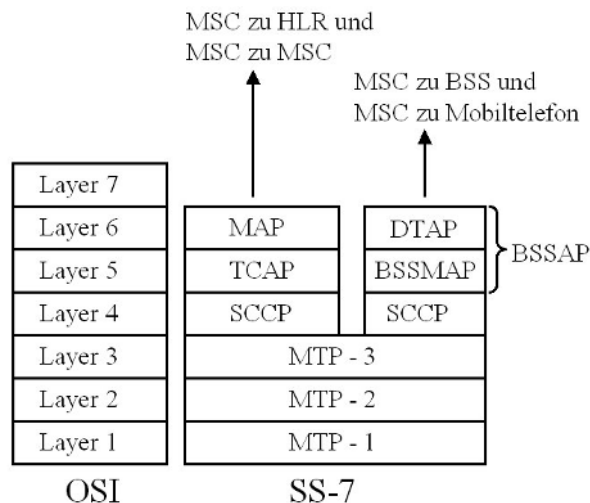 MSC zu HLR und
MSC zu MSC
MSC zu BSS und
MSC zu Mobiltelefon
Layer 7
Layer 6
MAP
DTAP
BSSAP
Layer 5
TCAP
BSSMAP
Layer 4
SCCP
SCCP
Layer 3
MTP - 3
Layer 2
MTP - 2
Layer 1
MTP - 1
OSI
SS-7